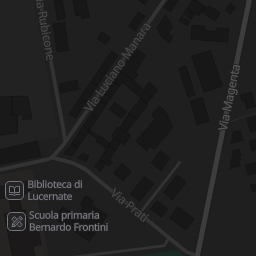 Via Rubicone
Via Luciano Manara
Via Magenta
Biblioteca di
Lucernate
Via Prati
Scuola primaria
Bernardo Frontini